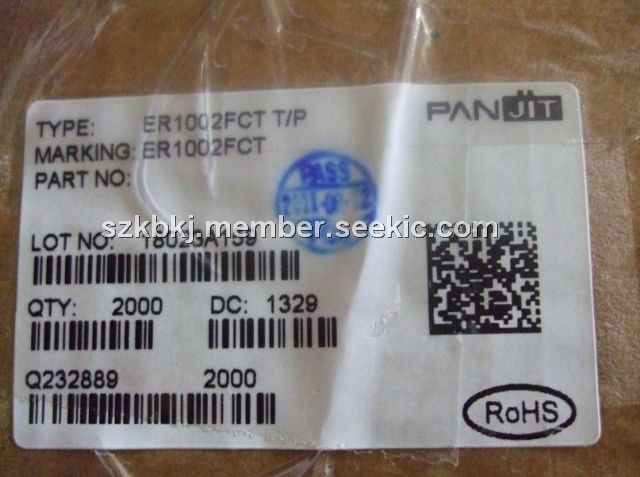 TYPE: ER1002FCT T/P
PANJIT
MARKING: ER1002FCT
PART NO:
PASS
szkbkj.member.seekic.com
LOT NO:
QTY: 2000 DC: 1329
Q232889 2000
RoHS